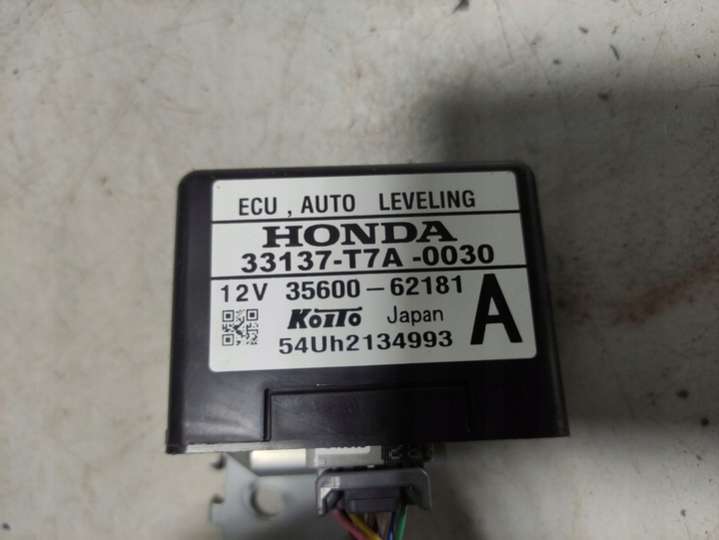 ECU , AUTO LEVELING
HONDA
33137-T7A -0030
12V 35600-62181
A
KOITO Japan
54Uh2134993